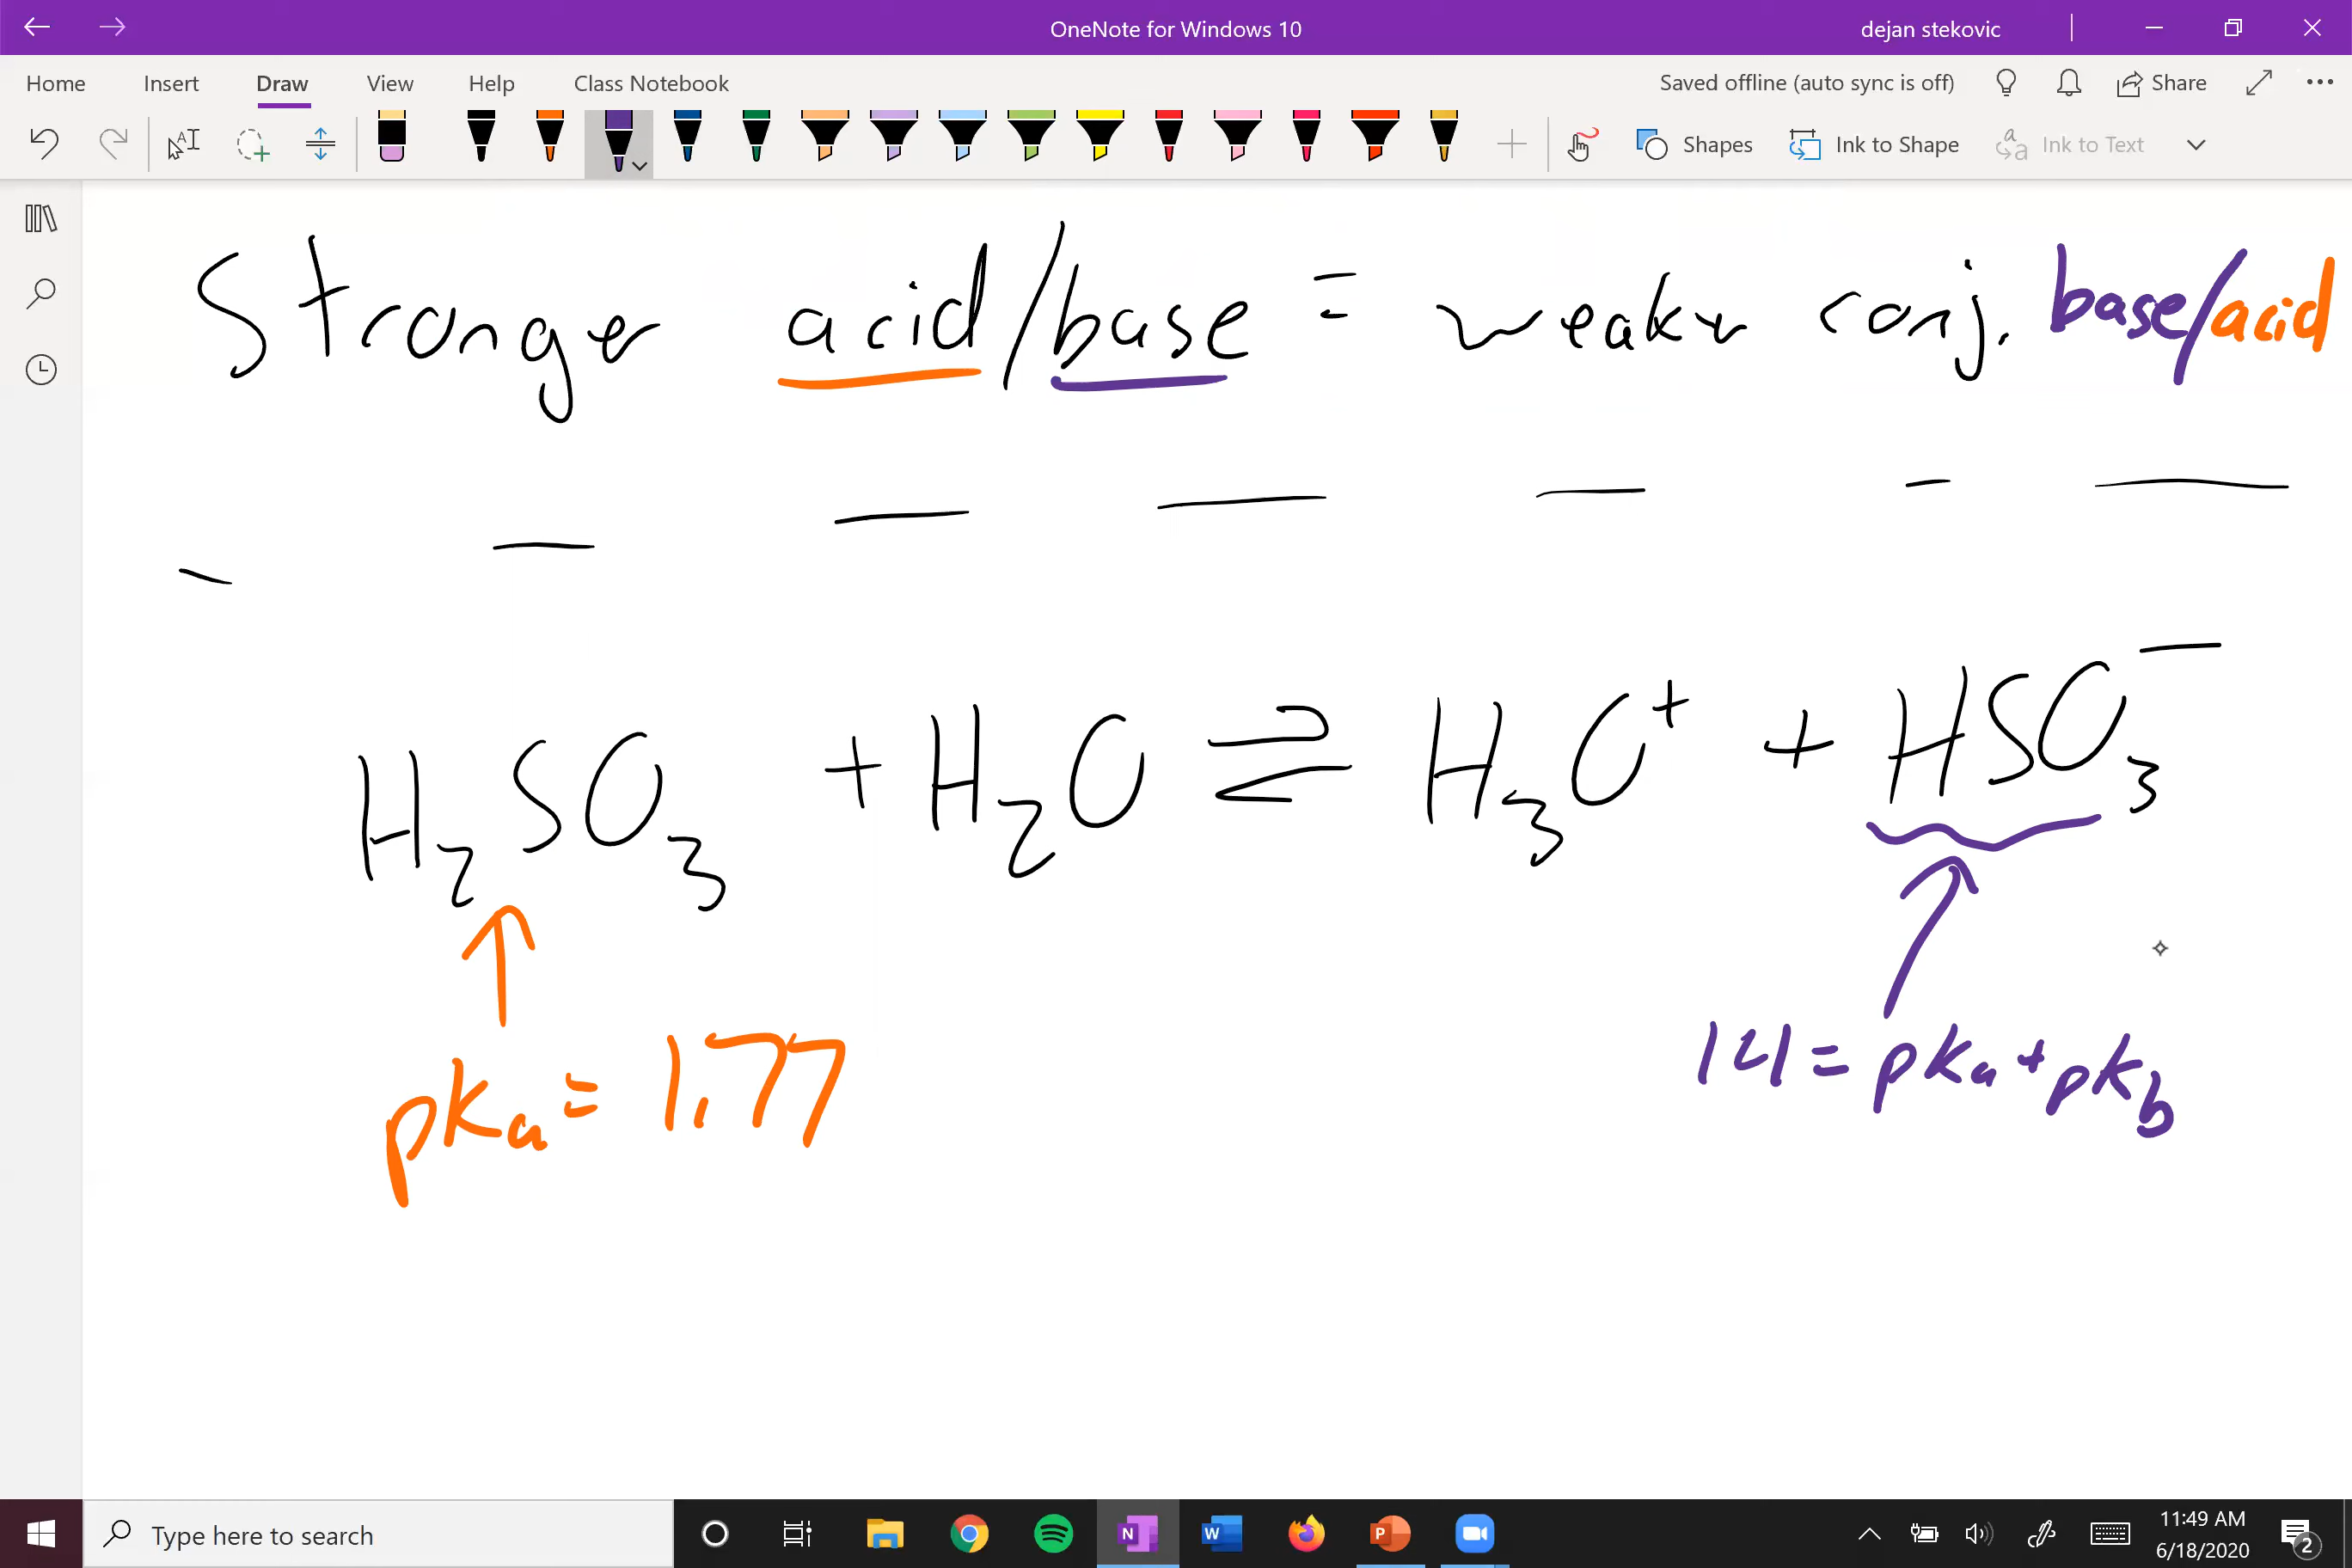 OneNote for Windows 10
dejan stekovic
Home Insert Draw View Help Class Notebook
Saved offline (auto sync is off) Share
Shapes Ink to Shape Ink to Text
Stronger acid/base = weaker conj. base/acid
H₂SO₃ + H₂O ⇌ H₃O⁺ + HSO₃⁻
pKa = 1.77
14 = pKa + pKb
Type here to search
11:49 AM
6/18/2020
2